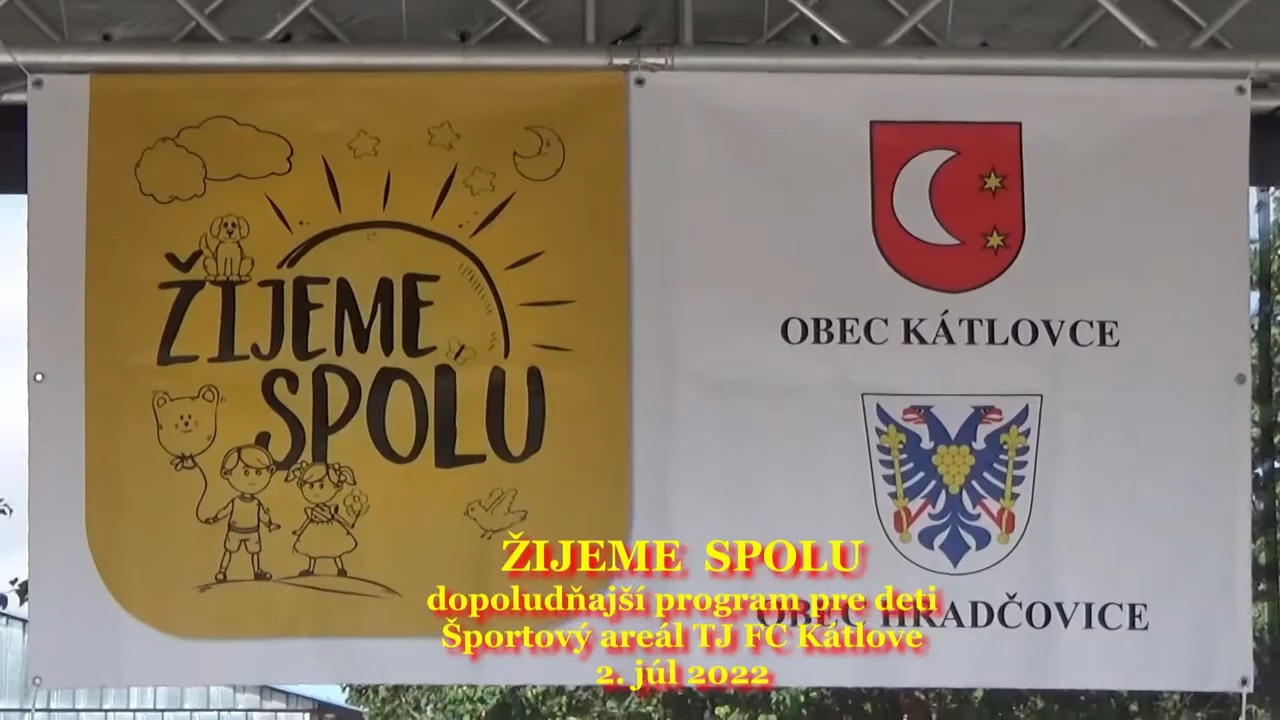 ŽIJEME
SPOLU
OBEC KÁTLOVCE
OBEC HRADČOVICE
ŽIJEME SPOLU
dopoludňajší program pre deti
Športový areál TJ FC Kátlove
2. júl 2022